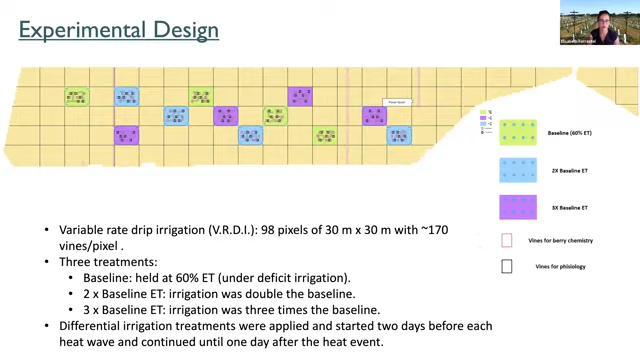 Experimental Design
Elisabeth Forrestel
Baseline (60% ET)
2X Baseline ET
3X Baseline ET
Vines for berry chemistry
Vines for phisiology
• Variable rate drip irrigation (V.R.D.I.): 98 pixels of 30 m x 30 m with ~170
vines/pixel .
• Three treatments:
• Baseline: held at 60% ET (under deficit irrigation).
• 2 x Baseline ET: irrigation was double the baseline.
• 3 x Baseline ET: irrigation was three times the baseline.
• Differential irrigation treatments were applied and started two days before each
heat wave and continued until one day after the heat event.